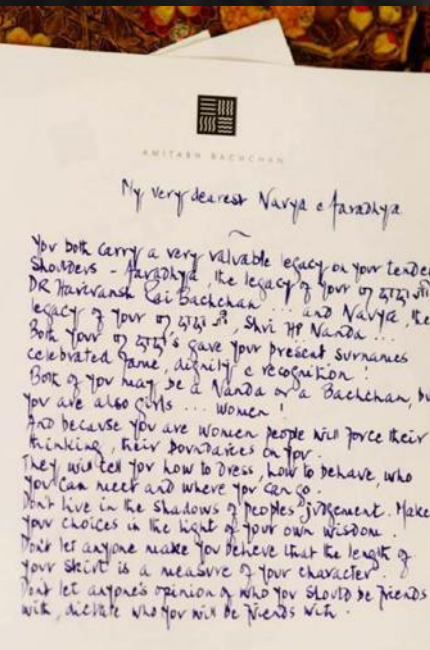 AMITABH BACHCHAN
My very dearest Navya & Aaradhya
You both carry a very valuable legacy on your tender
shoulders - Aaradhya, the legacy of your दादा जी
DR Harivansh Rai Bachchan ... and Navya, the
legacy of your दादा जी, Shri HP Nanda ...
Both your दादाजी's gave your present surnames
celebrated fame, dignity & recognition!
Both of you may be a Nanda or a Bachchan, bu
you are also girls ... Women!
And because you are women people will force their
thinking, their boundaries on you.
They will tell you how to dress, how to behave, who
you can meet and where you can go.
Don't live in the shadows of peoples' judgement. Make
your choices in the light of your own wisdom.
Don't let anyone make you believe that the length of
your skirt is a measure of your character.
Don't let anyone's opinion of who you should be friends
with, dictate who you will be friends with.